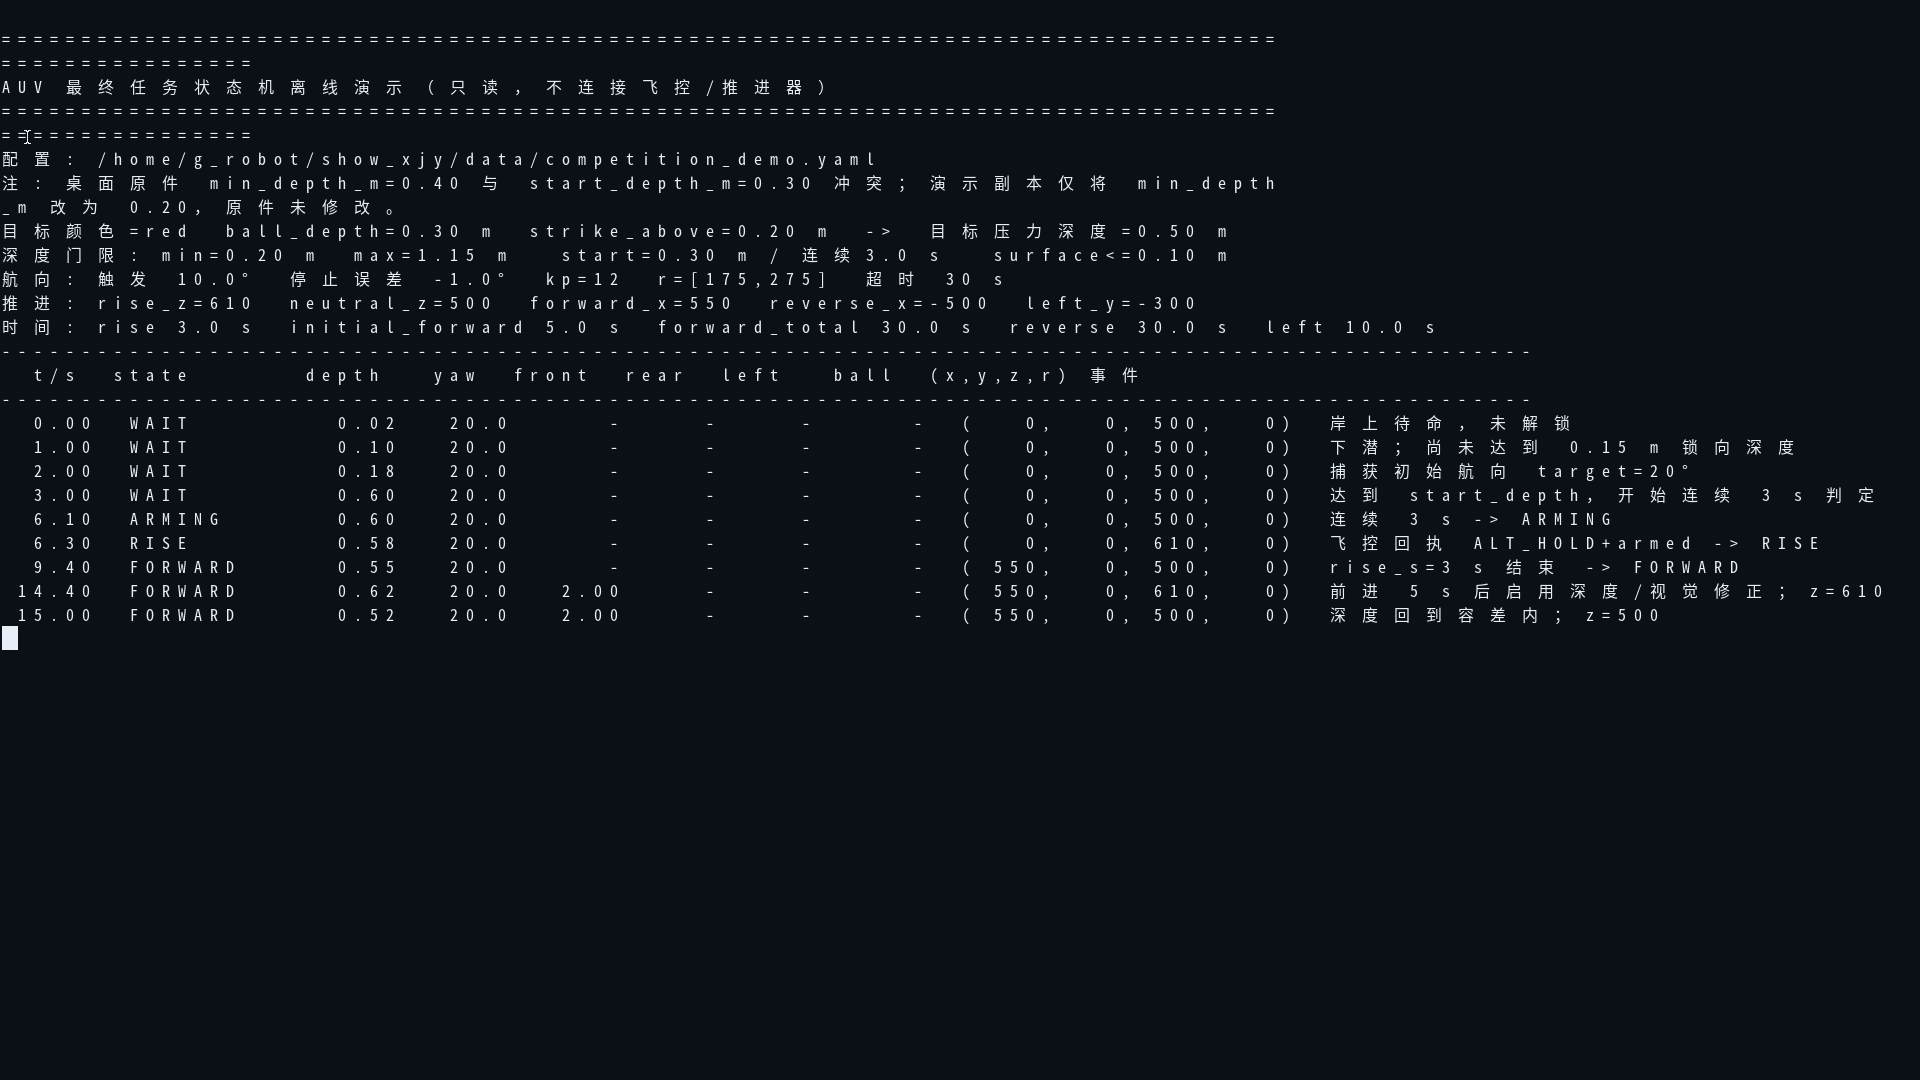 ================================================================================
================
AUV 最终任务状态机离线演示（只读，不连接飞控/推进器）
================================================================================
================
配置: /home/g_robot/show_xjy/data/competition_demo.yaml
注: 桌面原件 min_depth_m=0.40 与 start_depth_m=0.30 冲突；演示副本仅将 min_depth
_m 改为 0.20，原件未修改。
目标颜色=red  ball_depth=0.30 m  strike_above=0.20 m  ->  目标压力深度=0.50 m
深度门限: min=0.20 m  max=1.15 m   start=0.30 m / 连续3.0 s   surface<=0.10 m
航向: 触发 10.0°  停止误差 -1.0°  kp=12  r=[175,275]  超时 30 s
推进: rise_z=610  neutral_z=500  forward_x=550  reverse_x=-500  left_y=-300
时间: rise 3.0 s  initial_forward 5.0 s  forward_total 30.0 s  reverse 30.0 s  left 10.0 s
------------------------------------------------------------------------------------------------
  t/s  state       depth   yaw  front  rear  left   ball  (x,y,z,r) 事件
------------------------------------------------------------------------------------------------
  0.00  WAIT         0.02   20.0      -     -     -      -  (   0,   0, 500,   0)  岸上待命，未解锁
  1.00  WAIT         0.10   20.0      -     -     -      -  (   0,   0, 500,   0)  下潜；尚未达到 0.15 m 锁向深度
  2.00  WAIT         0.18   20.0      -     -     -      -  (   0,   0, 500,   0)  捕获初始航向 target=20°
  3.00  WAIT         0.60   20.0      -     -     -      -  (   0,   0, 500,   0)  达到 start_depth，开始连续 3 s 判定
  6.10  ARMING       0.60   20.0      -     -     -      -  (   0,   0, 500,   0)  连续 3 s -> ARMING
  6.30  RISE         0.58   20.0      -     -     -      -  (   0,   0, 610,   0)  飞控回执 ALT_HOLD+armed -> RISE
  9.40  FORWARD      0.55   20.0      -     -     -      -  ( 550,   0, 500,   0)  rise_s=3 s 结束 -> FORWARD
 14.40  FORWARD      0.62   20.0   2.00     -     -      -  ( 550,   0, 610,   0)  前进 5 s 后启用深度/视觉修正；z=610
 15.00  FORWARD      0.52   20.0   2.00     -     -      -  ( 550,   0, 500,   0)  深度回到容差内；z=500